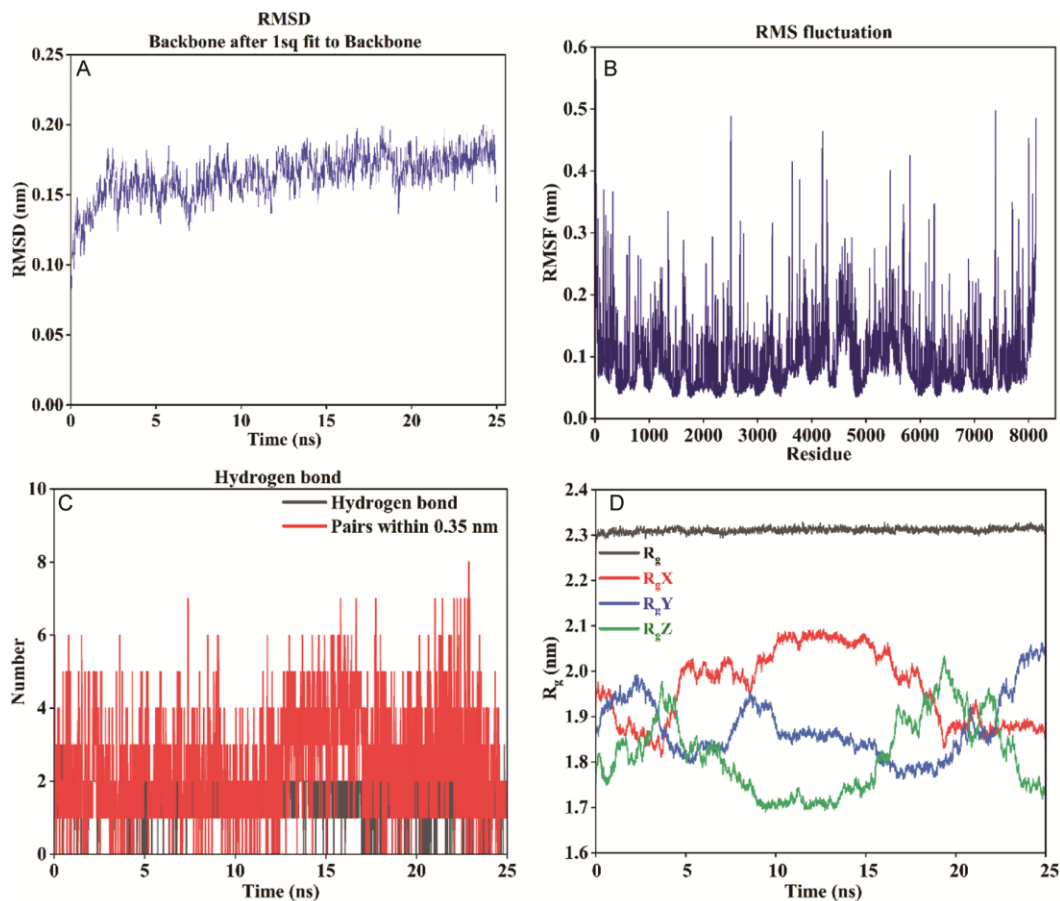 RMSD
Backbone after 1sq fit to Backbone
A
0.25
0.20
0.15
0.10
0.05
0.00
RMSD (nm)
0 5 10 15 20 25
Time (ns)
RMS fluctuation
B
0.6
0.5
0.4
0.3
0.2
0.1
0.0
RMSF (nm)
0 1000 2000 3000 4000 5000 6000 7000 8000
Residue
Hydrogen bond
C
Hydrogen bond
Pairs within 0.35 nm
10
8
6
4
2
0
Number
0 5 10 15 20 25
Time (ns)
D
2.4
2.3
2.2
2.1
2.0
1.9
1.8
1.7
1.6
Rg (nm)
Rg
RgX
RgY
RgZ
0 5 10 15 20 25
Time (ns)